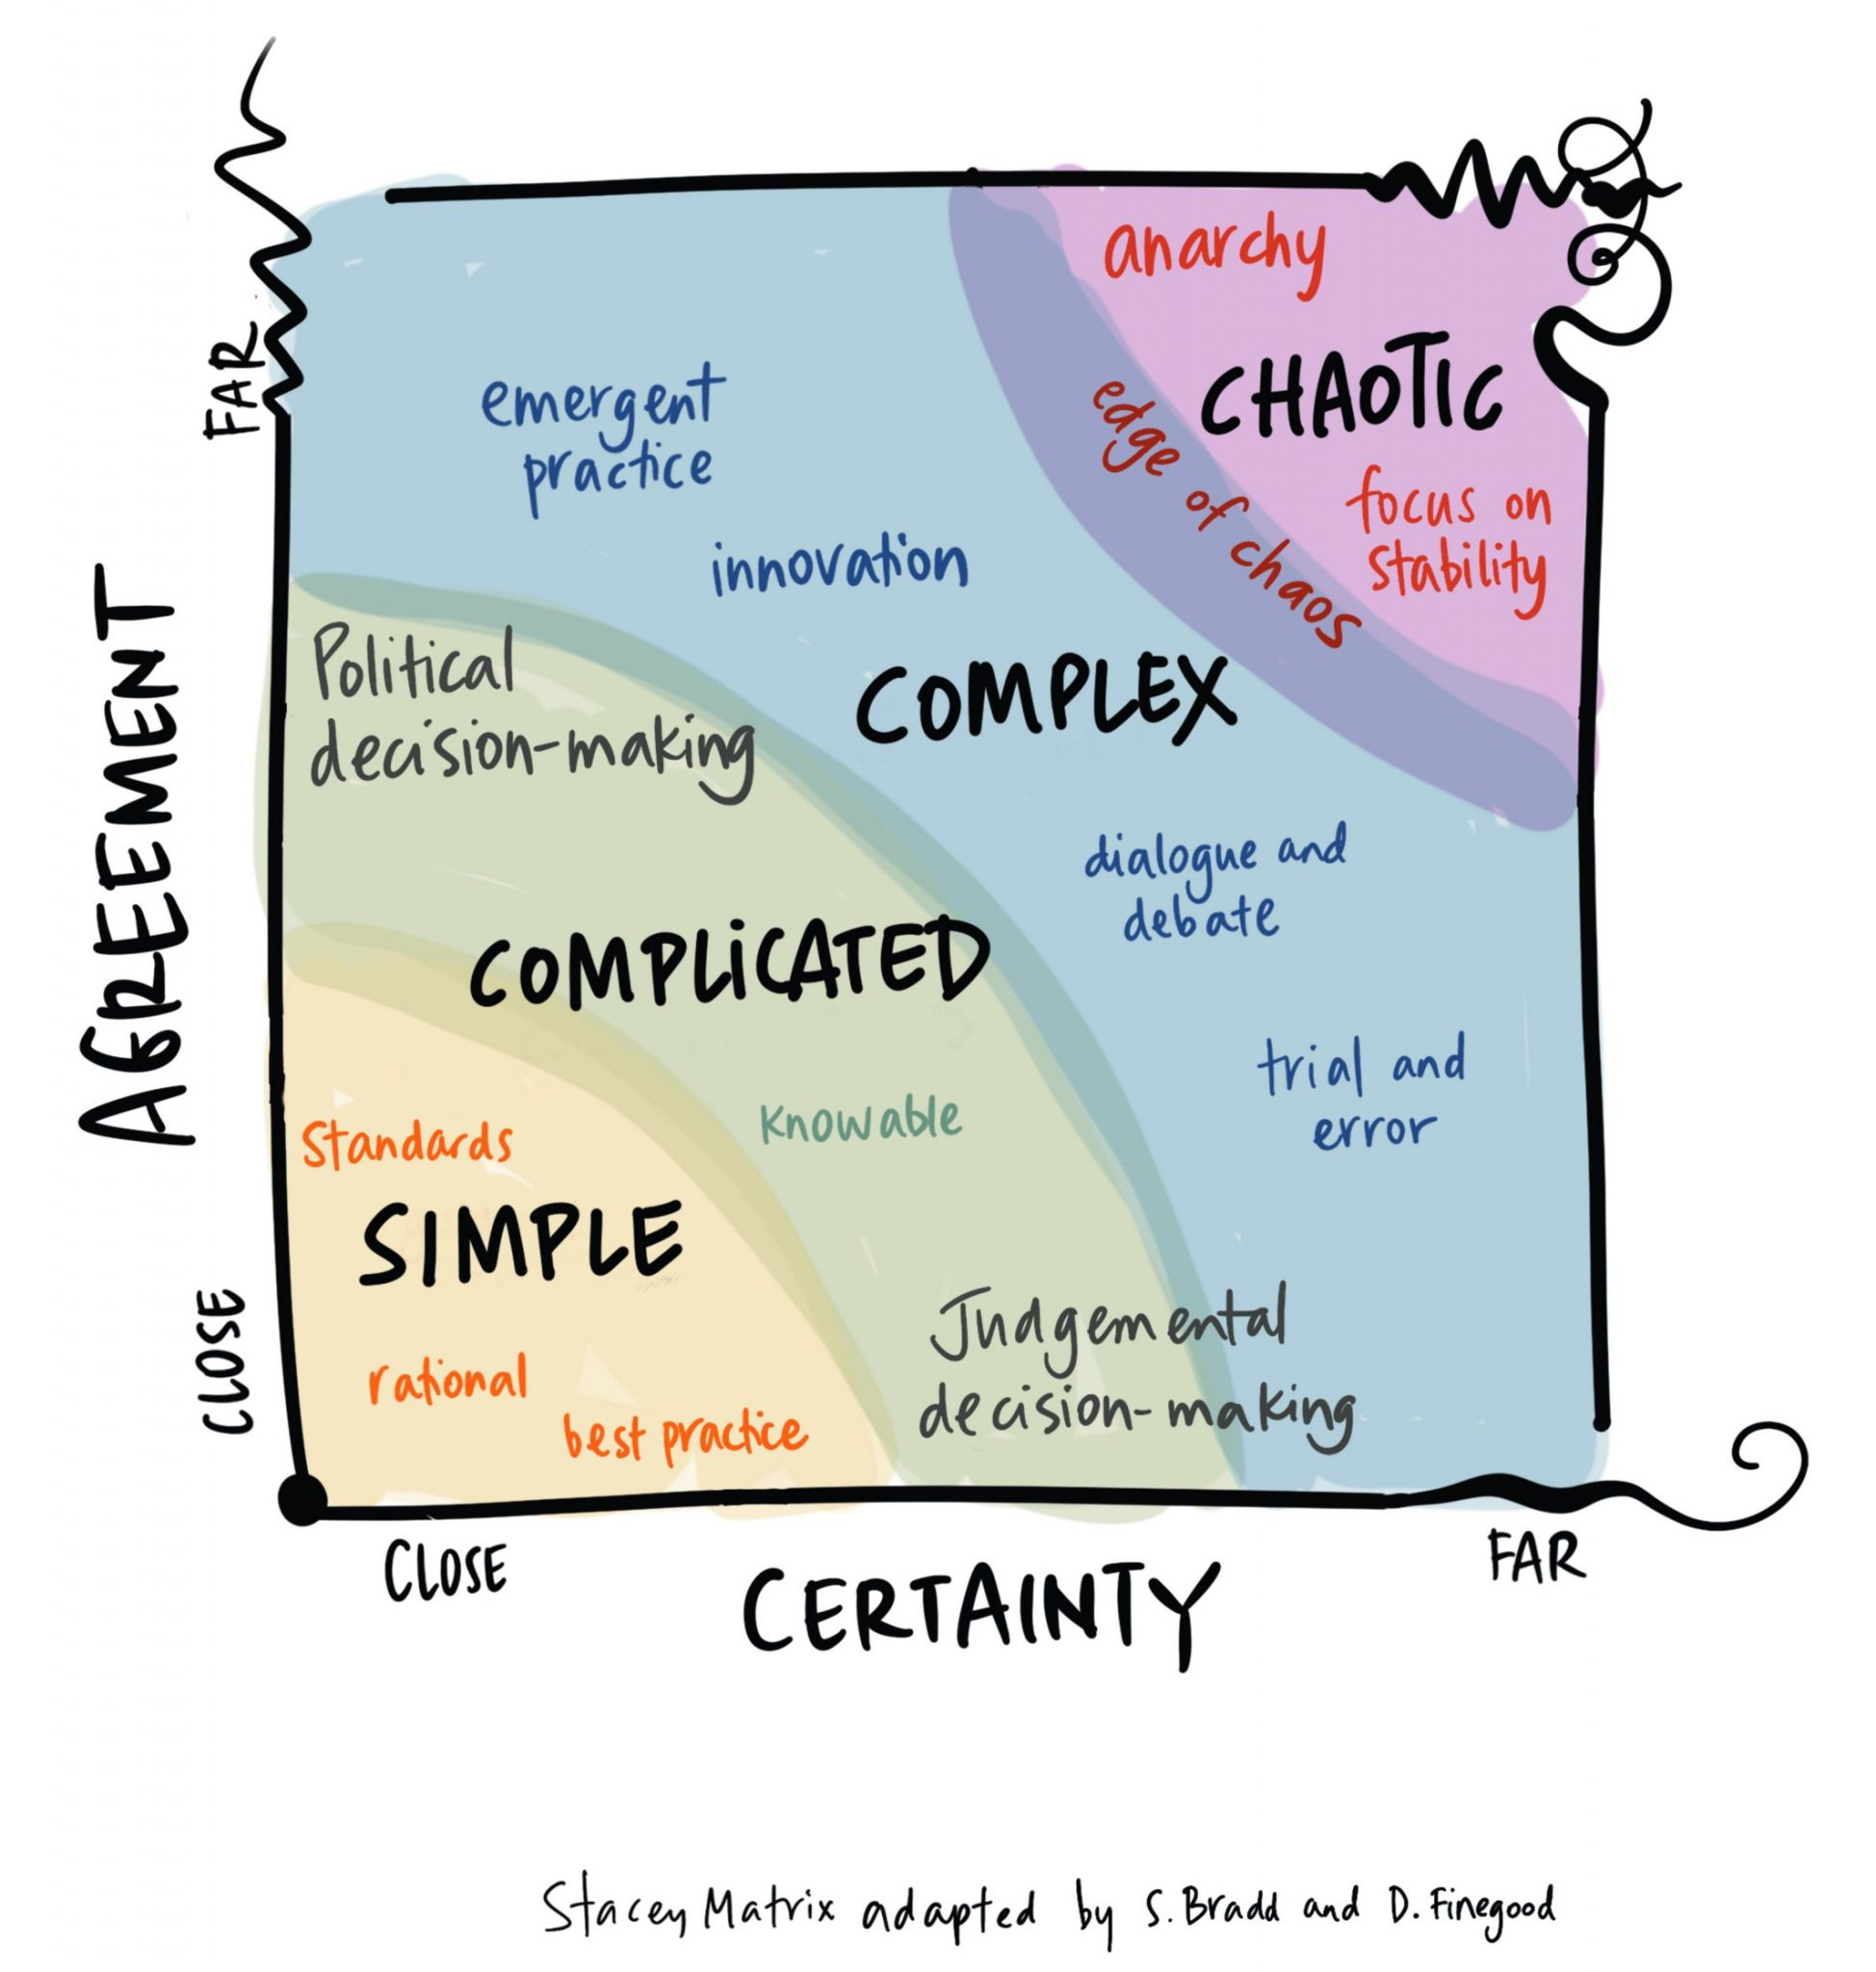 anarchy
CHAOTIC
edge of chaos
focus on
stability
FAR
emergent
practice
innovation
COMPLEX
Political
decision-making
dialogue and
debate
AGREEMENT
COMPLICATED
trial and
error
Knowable
Standards
SIMPLE
Judgemental
decision-making
CLOSE
rational
best practice
CLOSE
FAR
CERTAINTY
Stacey Matrix adapted by S. Bradd and D. Finegood